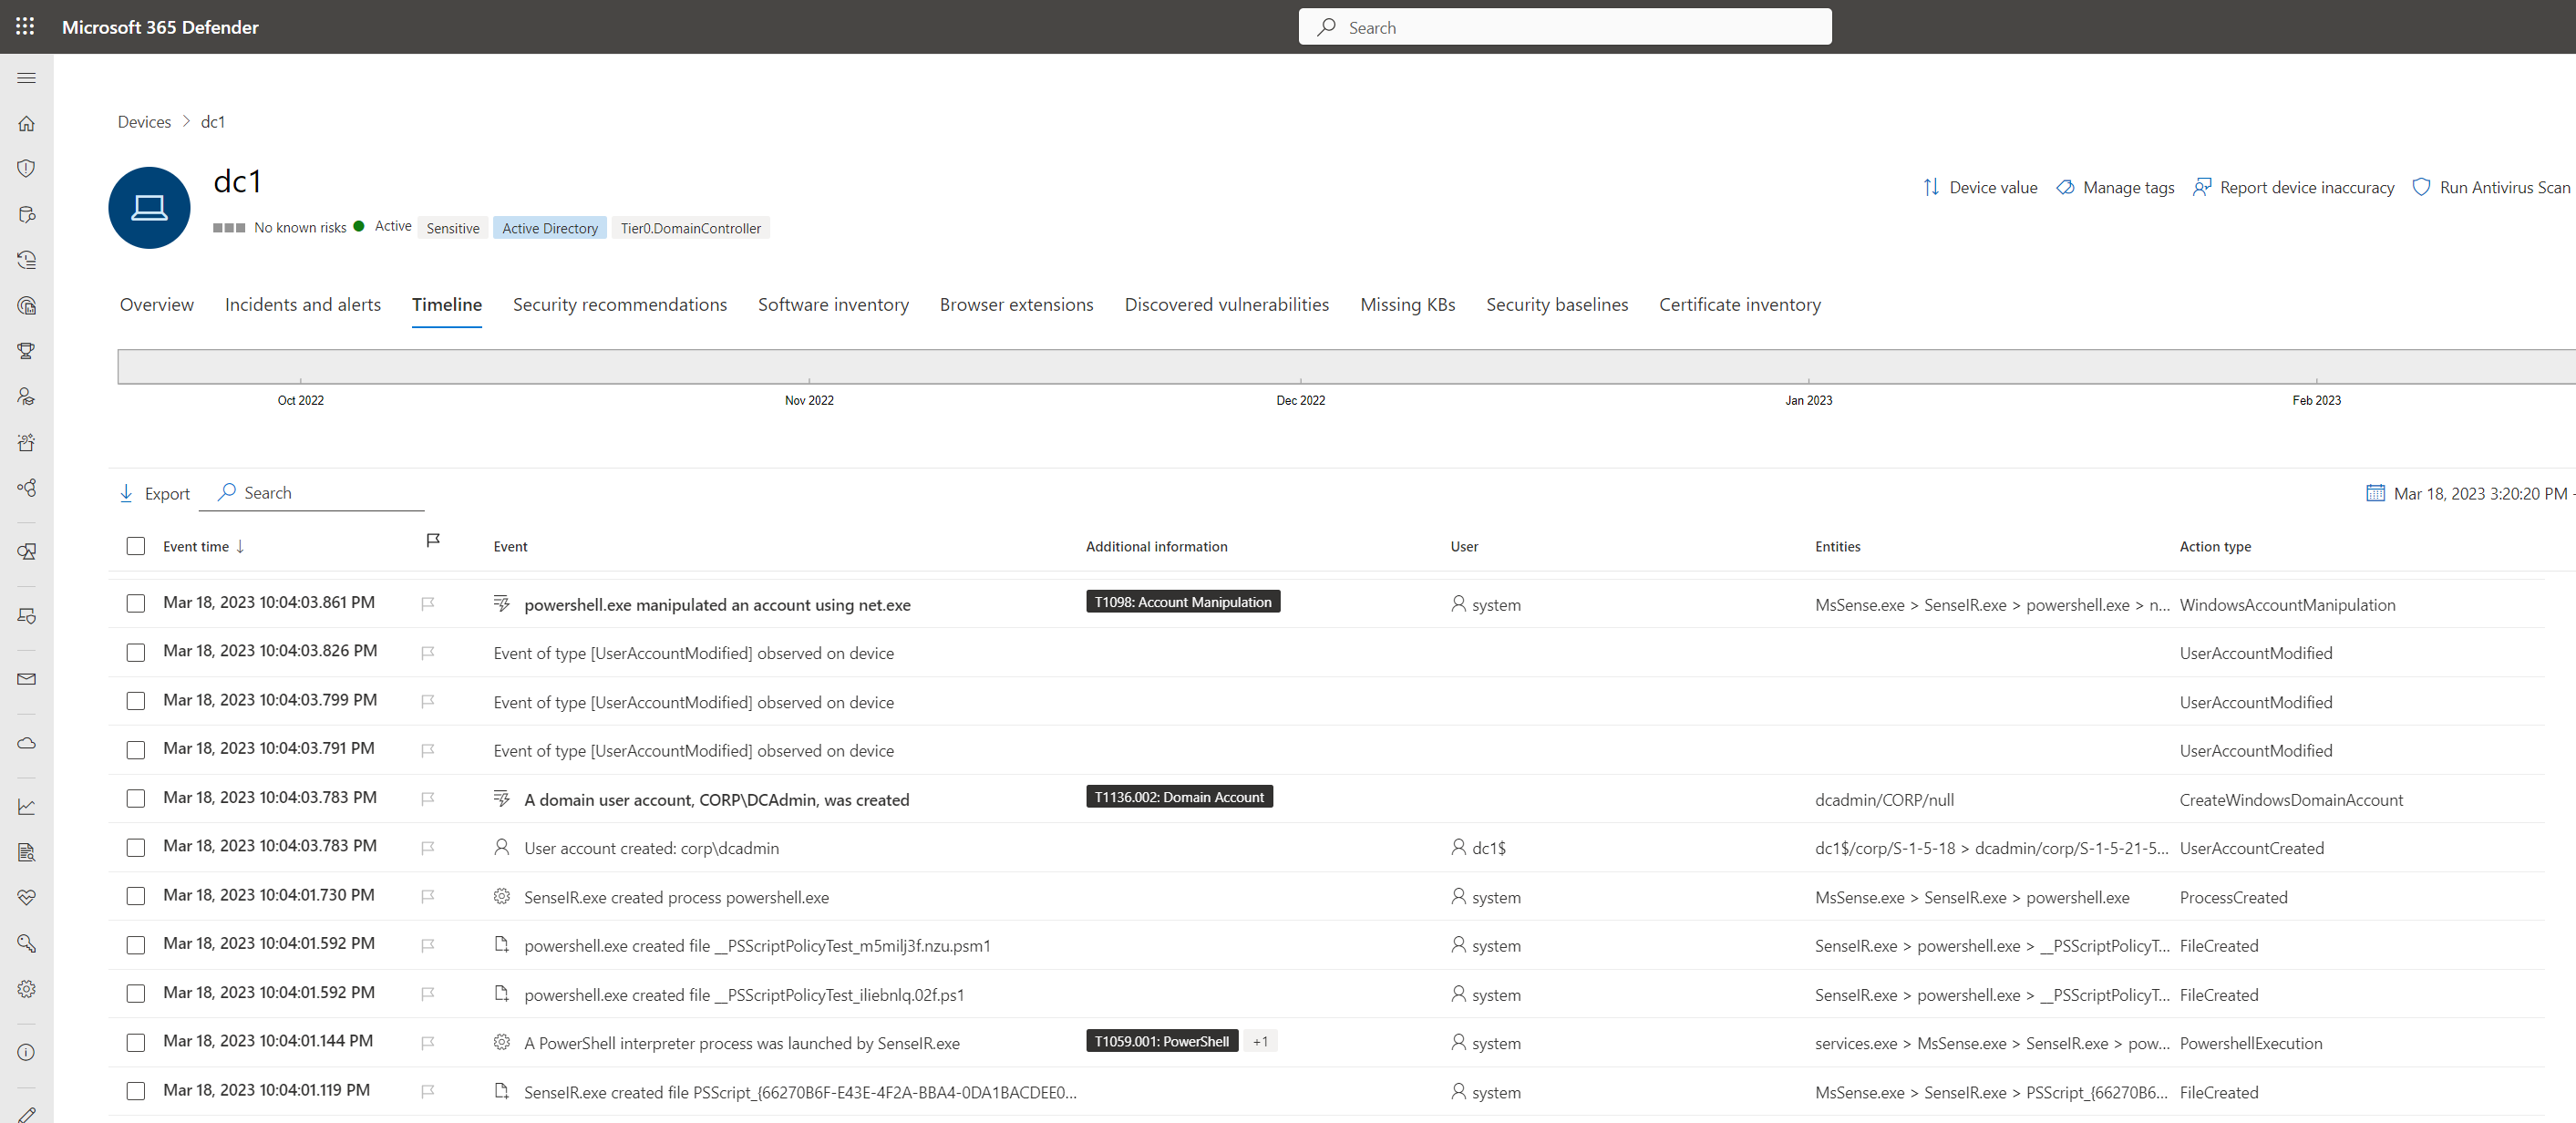 Microsoft 365 Defender
Search
Devices > dc1
dc1
No known risks Active Sensitive Active Directory Tier0.DomainController
Device value Manage tags Report device inaccuracy Run Antivirus Scan
Overview Incidents and alerts Timeline Security recommendations Software inventory Browser extensions Discovered vulnerabilities Missing KBs Security baselines Certificate inventory
Oct 2022 Nov 2022 Dec 2022 Jan 2023 Feb 2023
Export Search Mar 18, 2023 3:20:20 PM -
Event time ↓ Event Additional information User Entities Action type
Mar 18, 2023 10:04:03.861 PM powershell.exe manipulated an account using net.exe T1098: Account Manipulation system MsSense.exe > SenseIR.exe > powershell.exe > n... WindowsAccountManipulation
Mar 18, 2023 10:04:03.826 PM Event of type [UserAccountModified] observed on device UserAccountModified
Mar 18, 2023 10:04:03.799 PM Event of type [UserAccountModified] observed on device UserAccountModified
Mar 18, 2023 10:04:03.791 PM Event of type [UserAccountModified] observed on device UserAccountModified
Mar 18, 2023 10:04:03.783 PM A domain user account, CORP\DCAdmin, was created T1136.002: Domain Account dcadmin/CORP/null CreateWindowsDomainAccount
Mar 18, 2023 10:04:03.783 PM User account created: corp\dcadmin dc1$ dc1$/corp/S-1-5-18 > dcadmin/corp/S-1-5-21-5... UserAccountCreated
Mar 18, 2023 10:04:01.730 PM SenseIR.exe created process powershell.exe system MsSense.exe > SenseIR.exe > powershell.exe ProcessCreated
Mar 18, 2023 10:04:01.592 PM powershell.exe created file __PSScriptPolicyTest_m5milj3f.nzu.psm1 system SenseIR.exe > powershell.exe > __PSScriptPolicyT... FileCreated
Mar 18, 2023 10:04:01.592 PM powershell.exe created file __PSScriptPolicyTest_iliebnlq.02f.ps1 system SenseIR.exe > powershell.exe > __PSScriptPolicyT... FileCreated
Mar 18, 2023 10:04:01.144 PM A PowerShell interpreter process was launched by SenseIR.exe T1059.001: PowerShell +1 system services.exe > MsSense.exe > SenseIR.exe > pow... PowershellExecution
Mar 18, 2023 10:04:01.119 PM SenseIR.exe created file PSScript_{66270B6F-E43E-4F2A-BBA4-0DA1BACDEE0... system MsSense.exe > SenseIR.exe > PSScript_{66270B6... FileCreated